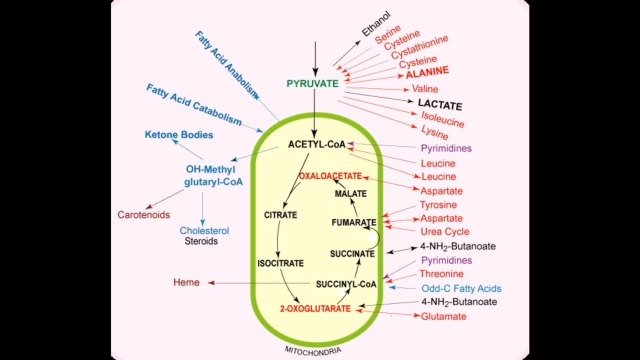 Ethanol
Serine
Cysteine
Cystathionine
Cysteine
ALANINE
Valine
LACTATE
Isoleucine
Lysine
PYRUVATE
Fatty Acid Anabolism
Fatty Acid Catabolism
Ketone Bodies
OH-Methyl
glutaryl-CoA
Carotenoids
Cholesterol
Steroids
Heme
ACETYL-CoA
OXALOACETATE
MALATE
CITRATE
FUMARATE
SUCCINATE
ISOCITRATE
SUCCINYL-CoA
2-OXOGLUTARATE
MITOCHONDRIA
Pyrimidines
Leucine
Leucine
Aspartate
Tyrosine
Aspartate
Urea Cycle
4-NH2-Butanoate
Pyrimidines
Threonine
Odd-C Fatty Acids
4-NH2-Butanoate
Glutamate